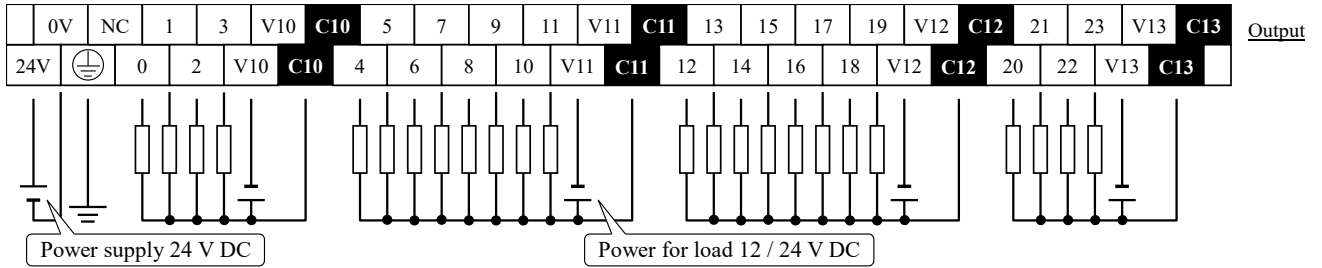 0V NC 1 3 V10 C10 5 7 9 11 V11 C11 13 15 17 19 V12 C12 21 23 V13 C13 Output
24V 0 2 V10 C10 4 6 8 10 V11 C11 12 14 16 18 V12 C12 20 22 V13 C13
Power supply 24 V DC Power for load 12 / 24 V DC